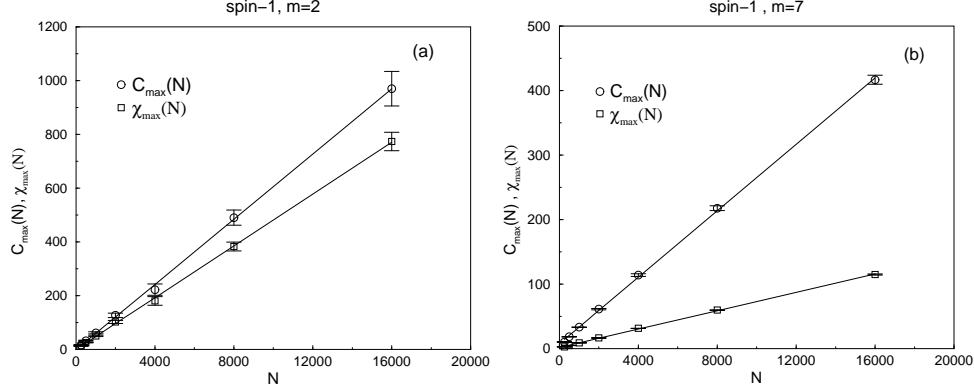 spin-1, m=2
(a)
C_max(N)
χ_max(N)
C_max(N), χ_max(N)
1200
1000
800
600
400
200
0
0 4000 8000 12000 16000 20000
N
spin-1 , m=7
(b)
C_max(N)
χ_max(N)
C_max(N) , χ_max(N)
500
400
300
200
100
0
0 4000 8000 12000 16000 20000
N